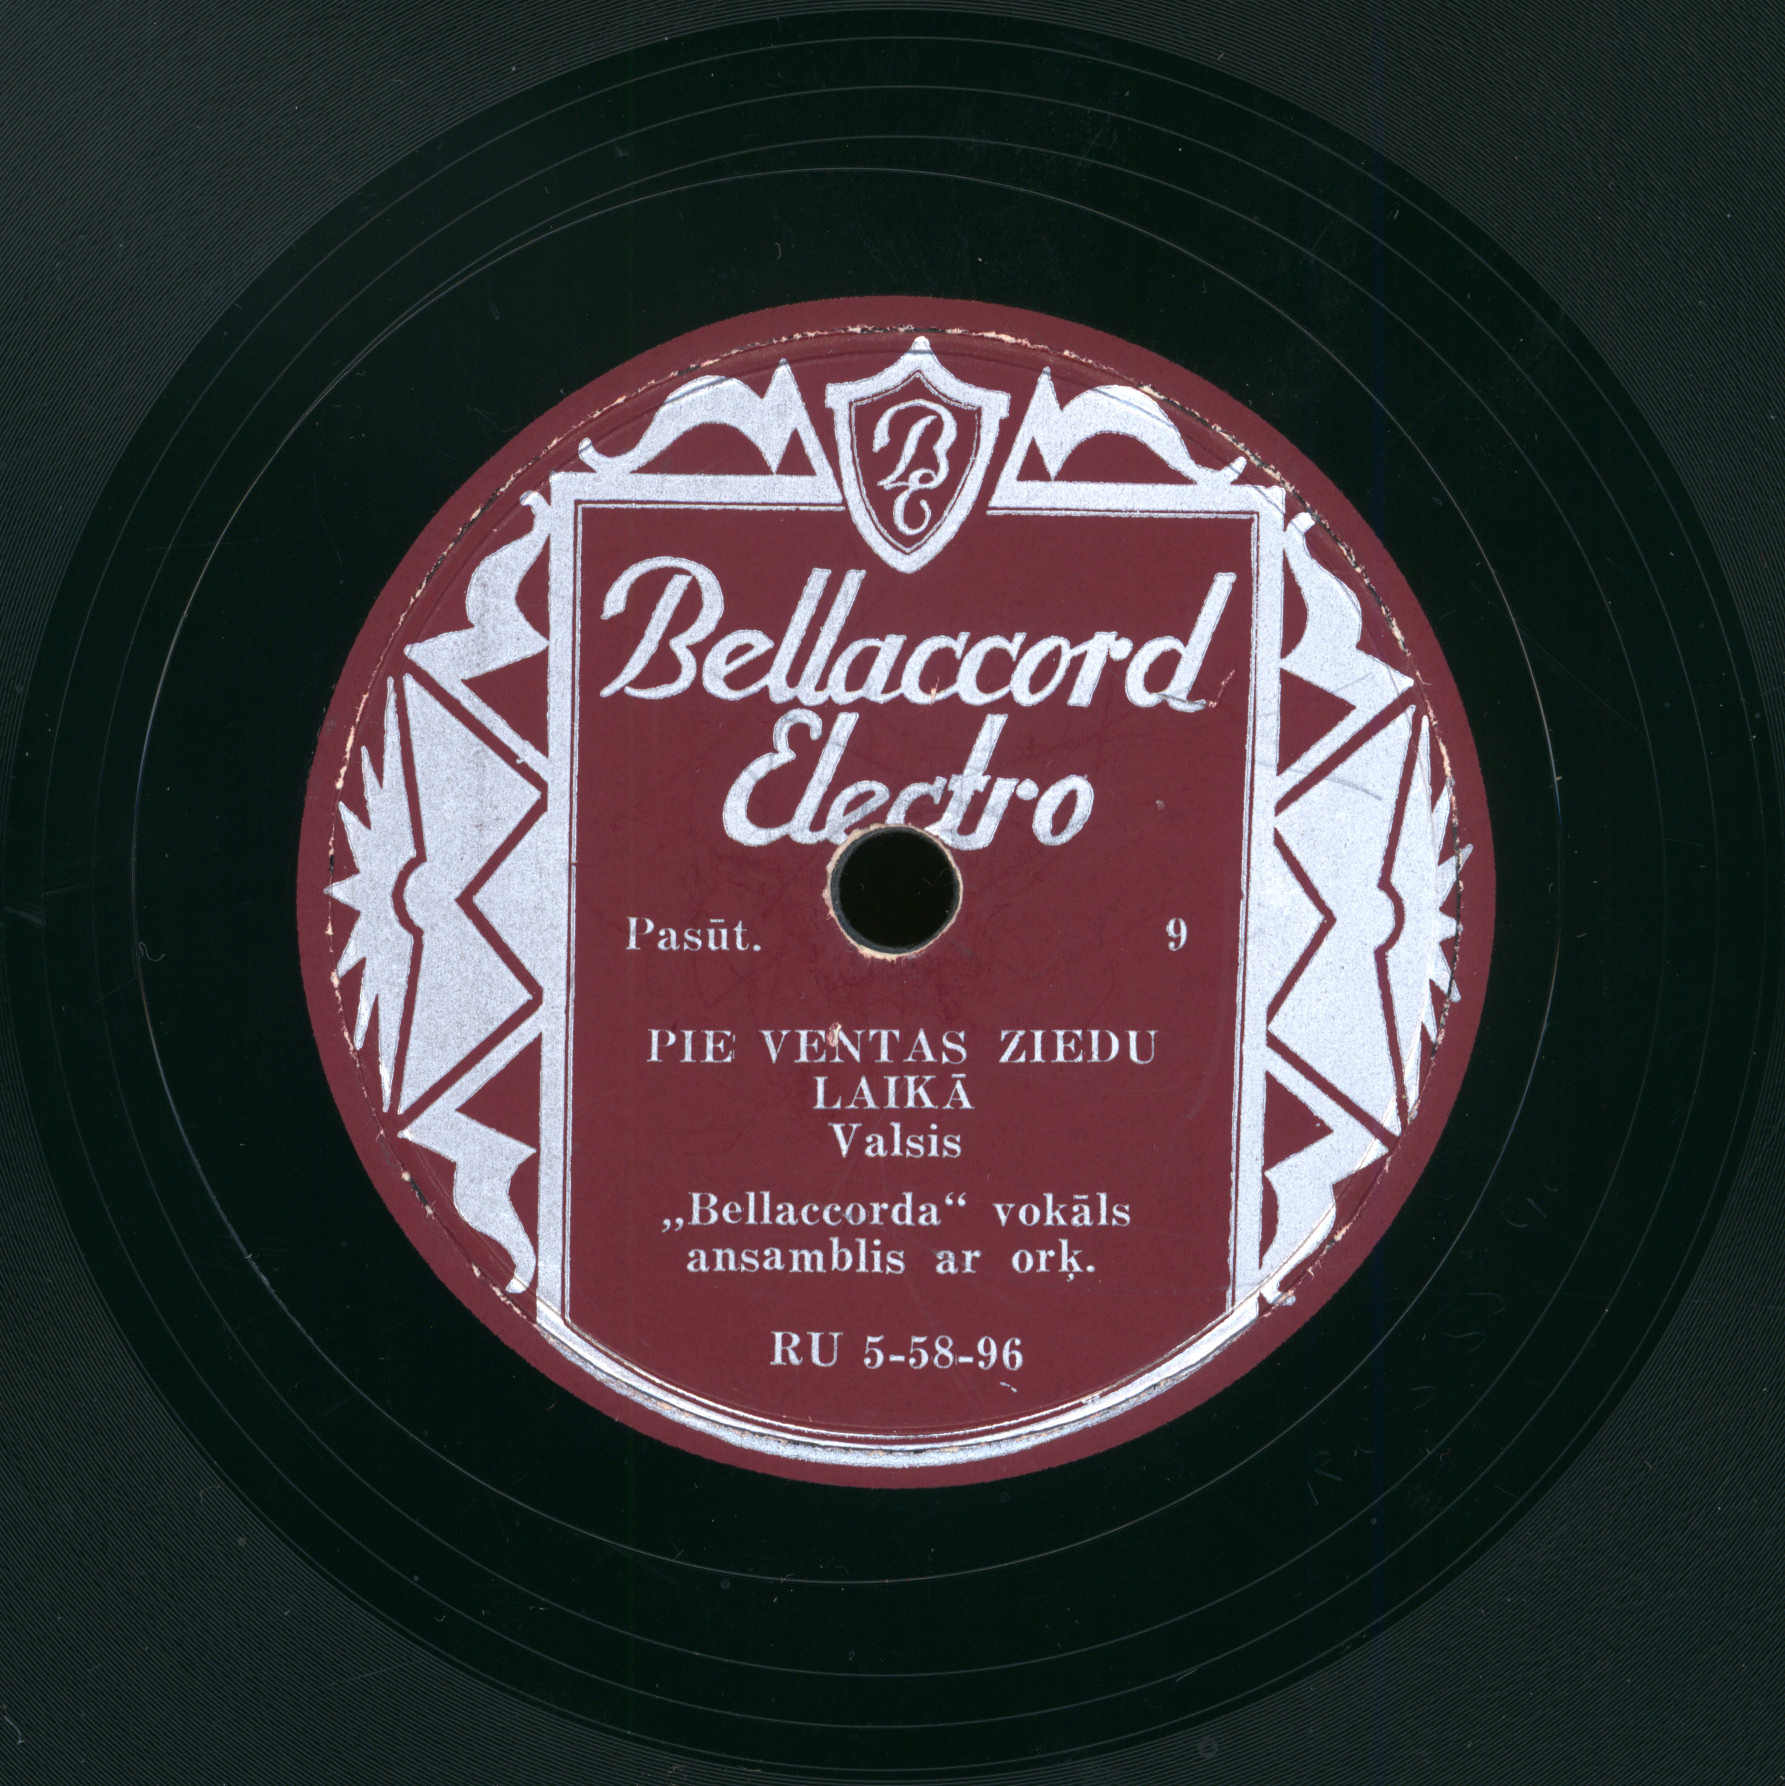 BE
Bellaccord
Electro
Pasūt. 9
PIE VENTAS ZIEDU
LAIKĀ
Valsis
„Bellaccorda“ vokāls
ansamblis ar orķ.
RU 5-58-96